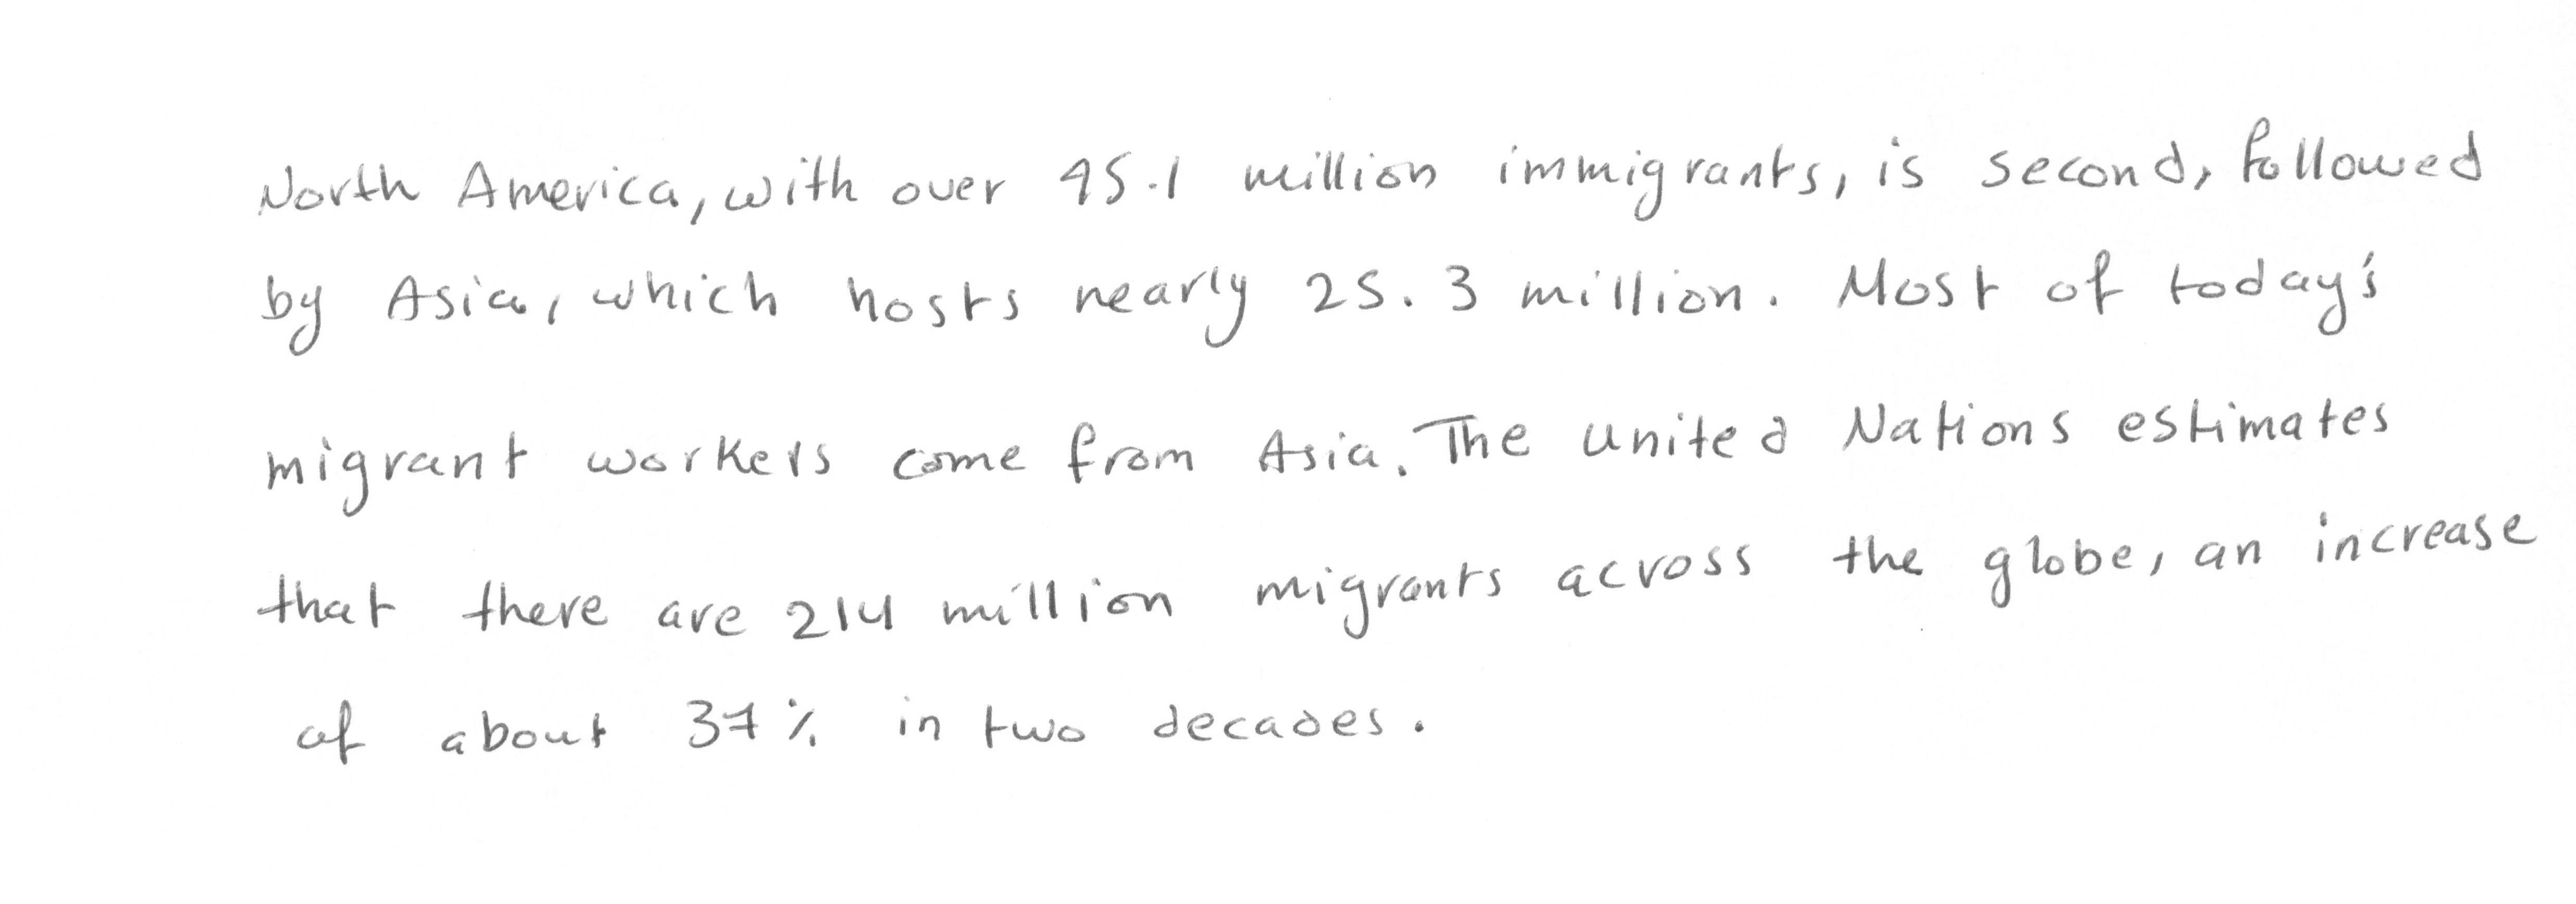 North America, with over 45.1 million immigrants, is second, followed
by Asia, which hosts nearly 25.3 million. Most of today's
migrant workers come from Asia. The united Nations estimates
that there are 214 million migrants across the globe, an increase
of about 37% in two decades.